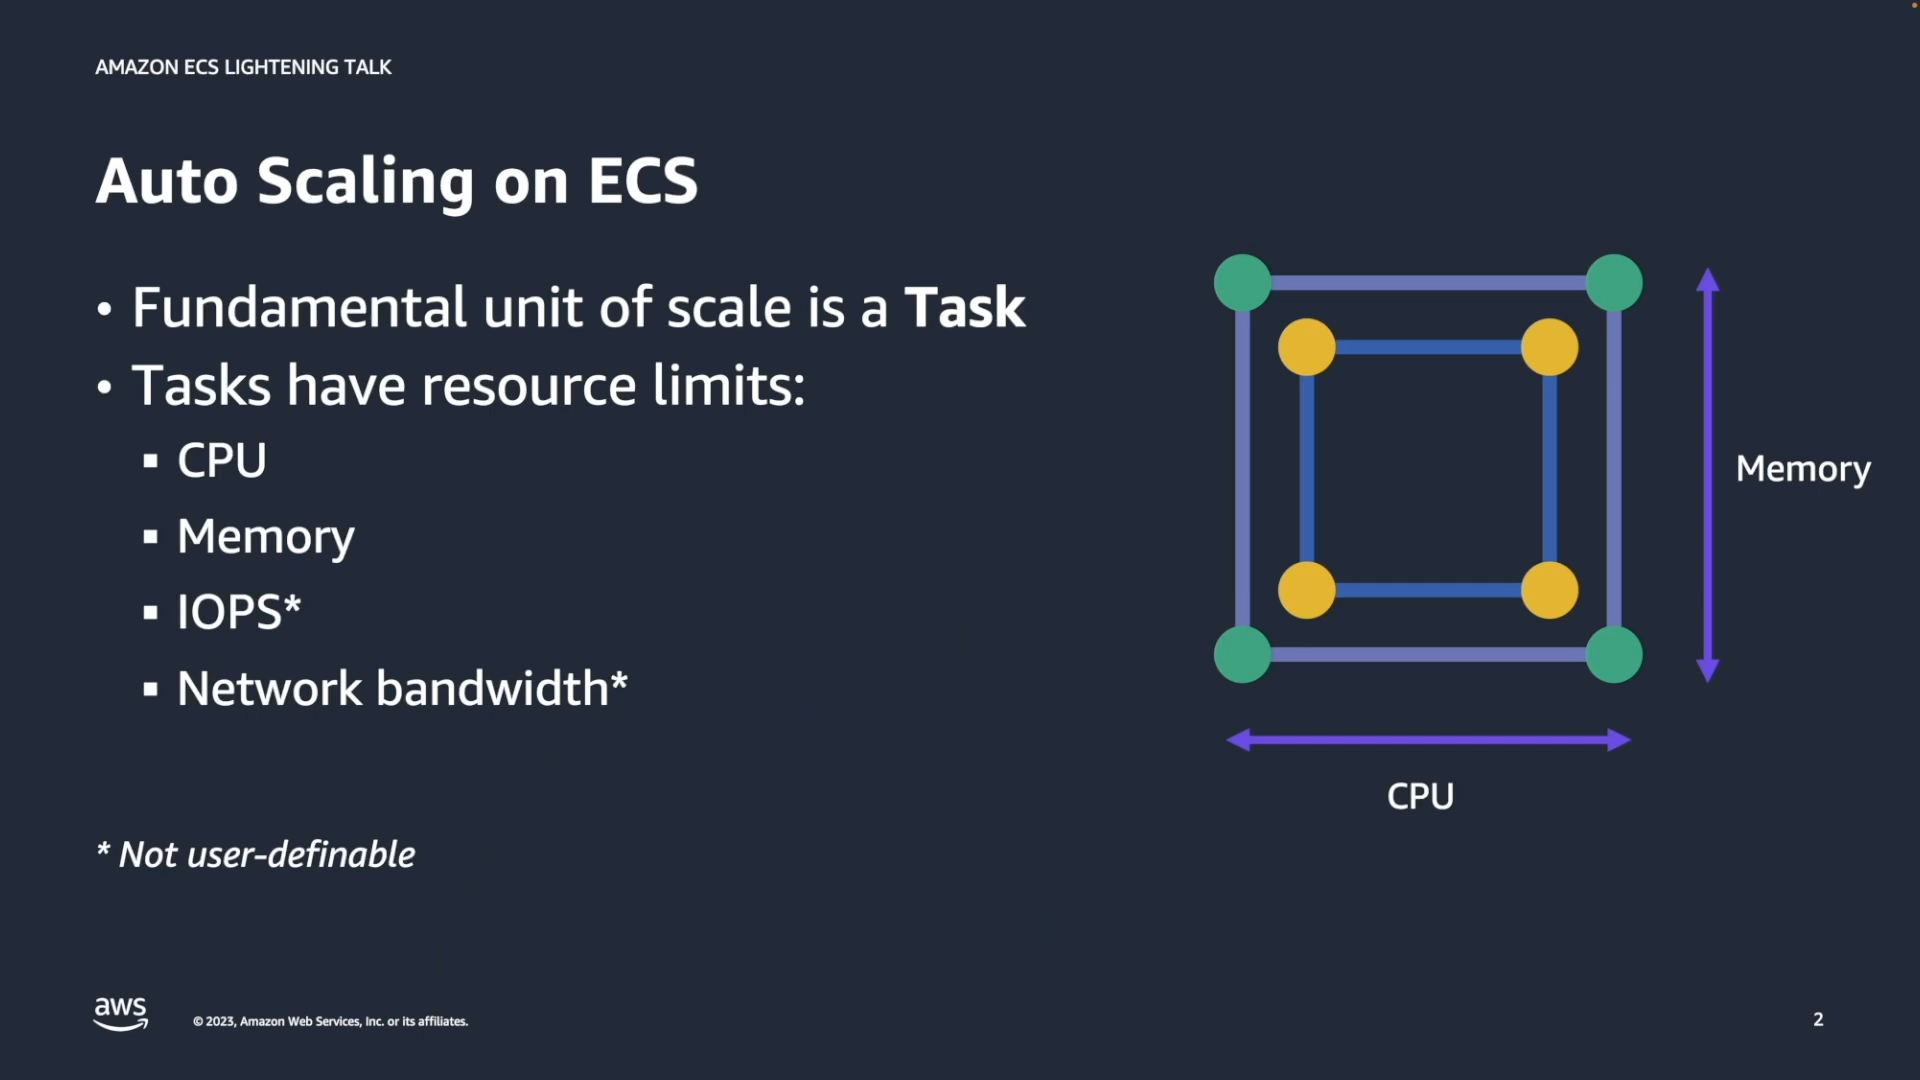 AMAZON ECS LIGHTENING TALK
Auto Scaling on ECS
• Fundamental unit of scale is a Task
• Tasks have resource limits:
▪ CPU
▪ Memory
▪ IOPS*
▪ Network bandwidth*
* Not user-definable
Memory
CPU
aws
© 2023, Amazon Web Services, Inc. or its affiliates.
2